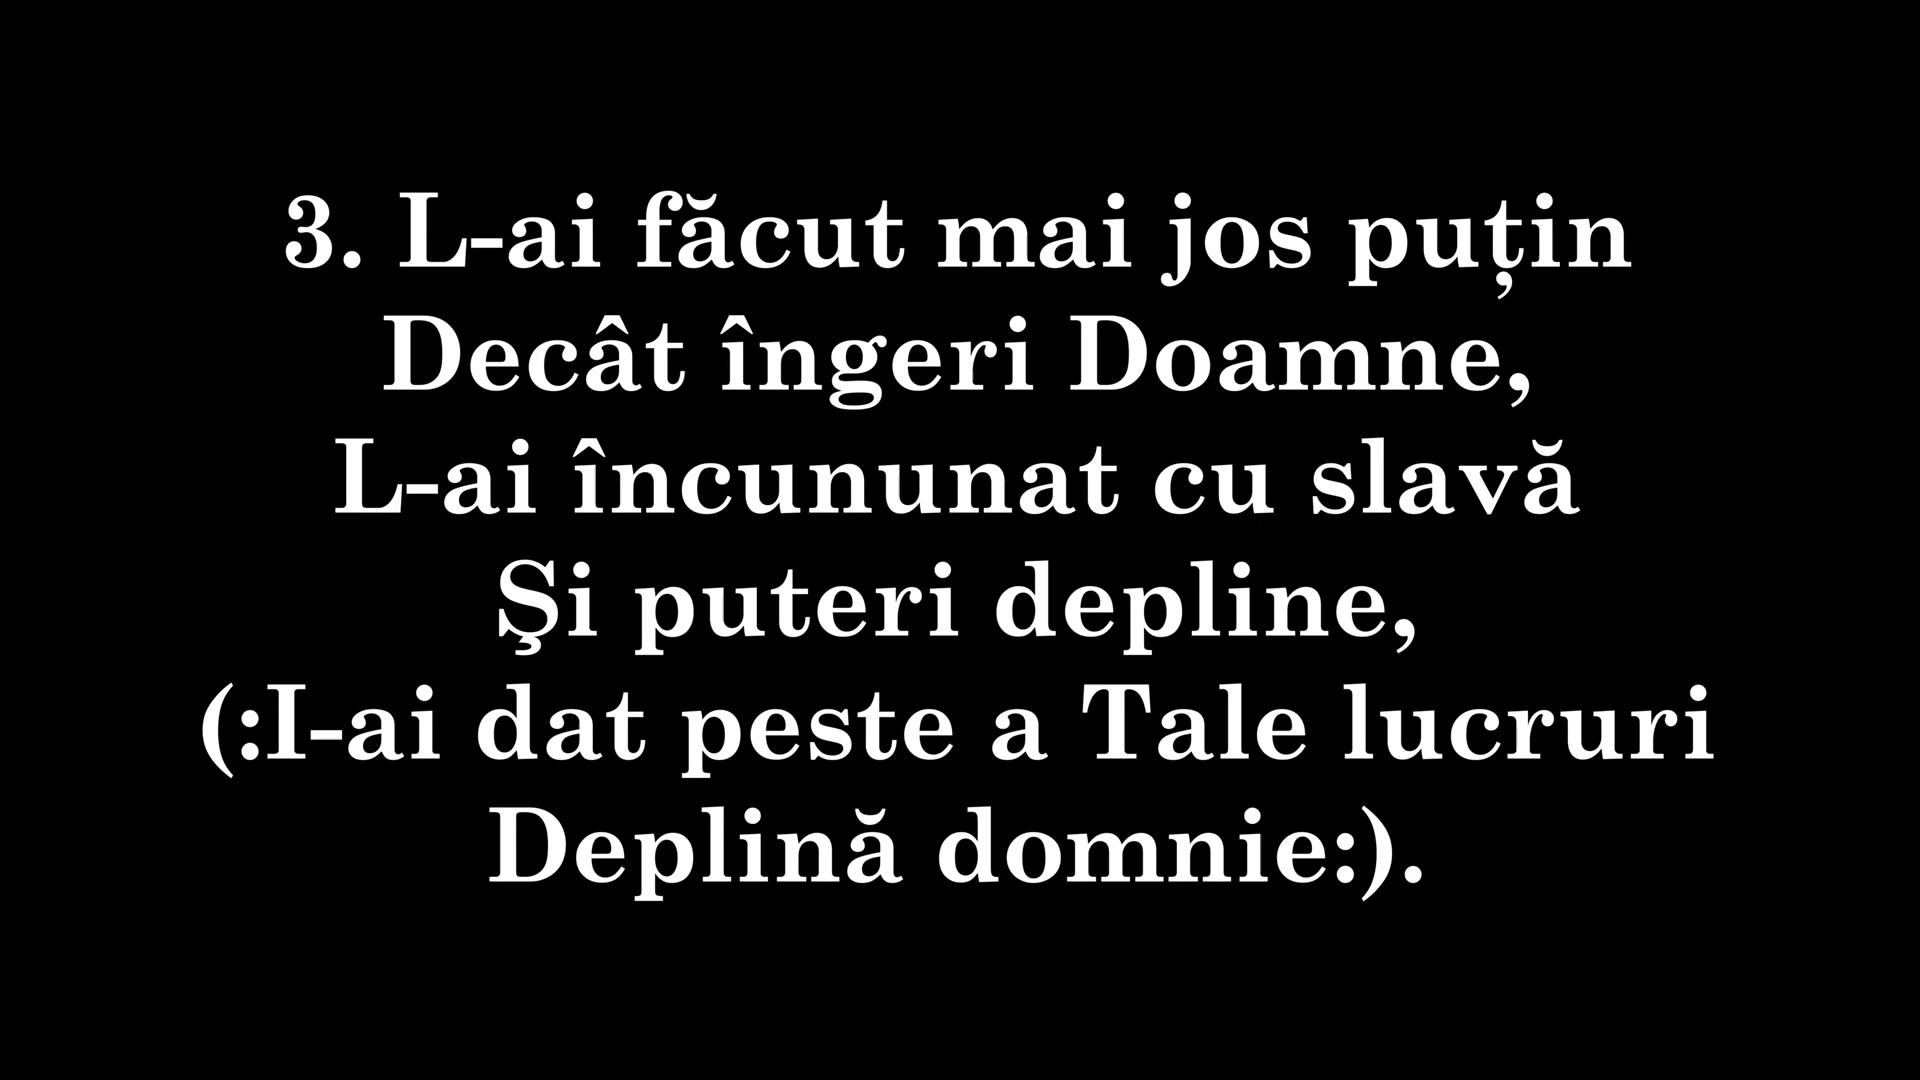 3. L-ai făcut mai jos puțin
Decât îngeri Doamne,
L-ai încununat cu slavă
Şi puteri depline,
(:I-ai dat peste a Tale lucruri
Deplină domnie:).